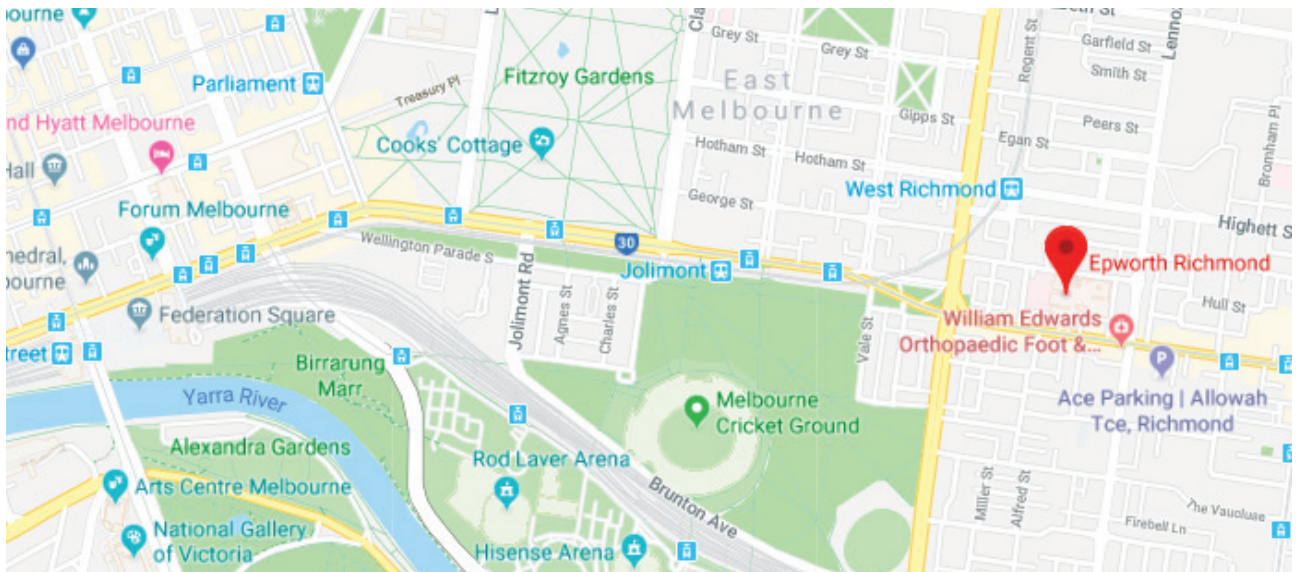 ourne
Grey St
Grey St
Garfield St
Smith St
Lennox
Regent St
Parliament
Treasury Pl
Fitzroy Gardens
East
Melbourne
Gipps St
Peers St
nd Hyatt Melbourne
Cooks' Cottage
Hotham St
Hotham St
Egan St
Bromham Pl
Hall
George St
West Richmond
Forum Melbourne
Highett S
Wellington Parade S
30
Jolimont
Epworth Richmond
hedral,
bourne
Jolimont Rd
Agnes St
Charles St
Vale St
Hull St
Federation Square
William Edwards
Orthopaedic Foot &...
treet
Birrarung
Marr
P
Yarra River
Melbourne
Cricket Ground
Ace Parking | Allowah
Tce, Richmond
Alexandra Gardens
Rod Laver Arena
Brunton Ave
Miller St
Alfred St
Arts Centre Melbourne
The Vaucluse
National Gallery
of Victoria
Hisense Arena
Firebell Ln